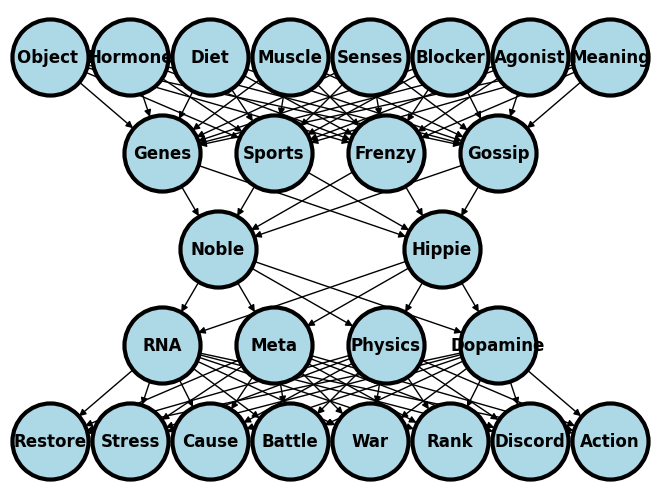 Object Hormone Diet Muscle Senses Blocker Agonist Meaning
Genes Sports Frenzy Gossip
Noble Hippie
RNA Meta Physics Dopamine
Restore Stress Cause Battle War Rank Discord Action